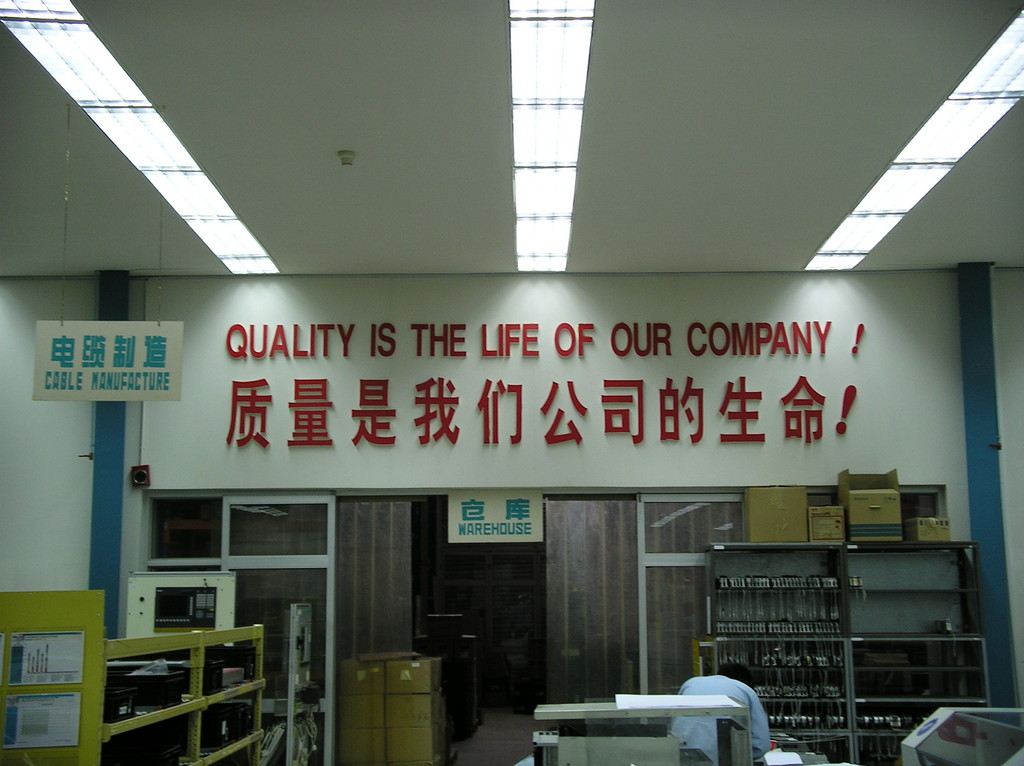 QUALITY IS THE LIFE OF OUR COMPANY !
质量是我们公司的生命!
电缆制造
CABLE MANUFACTURE
仓库
WAREHOUSE